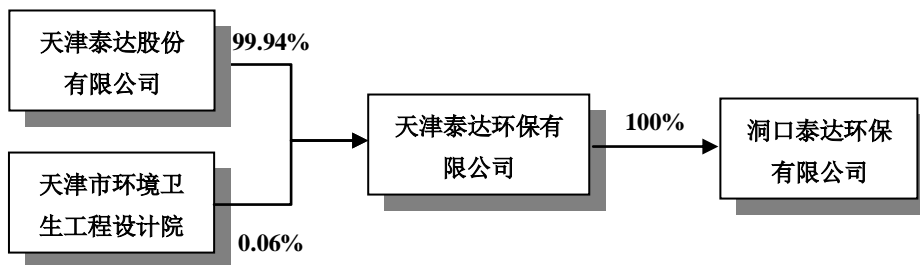 天津泰达股份
有限公司
99.94%
天津市环境卫
生工程设计院
0.06%
天津泰达环保有
限公司
100%
洞口泰达环保
有限公司